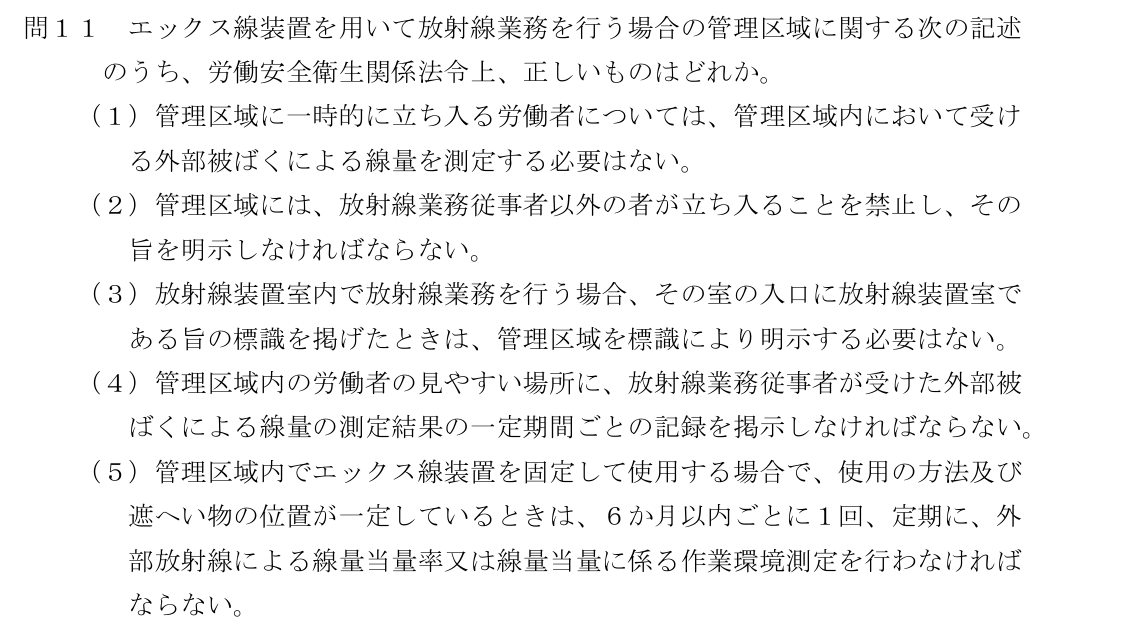 問１１　エックス線装置を用いて放射線業務を行う場合の管理区域に関する次の記述
のうち、労働安全衛生関係法令上、正しいものはどれか。
（１）管理区域に一時的に立ち入る労働者については、管理区域内において受け
る外部被ばくによる線量を測定する必要はない。
（２）管理区域には、放射線業務従事者以外の者が立ち入ることを禁止し、その
旨を明示しなければならない。
（３）放射線装置室内で放射線業務を行う場合、その室の入口に放射線装置室で
ある旨の標識を掲げたときは、管理区域を標識により明示する必要はない。
（４）管理区域内の労働者の見やすい場所に、放射線業務従事者が受けた外部被
ばくによる線量の測定結果の一定期間ごとの記録を掲示しなければならない。
（５）管理区域内でエックス線装置を固定して使用する場合で、使用の方法及び
遮へい物の位置が一定しているときは、６か月以内ごとに１回、定期に、外
部放射線による線量当量率又は線量当量に係る作業環境測定を行わなければ
ならない。